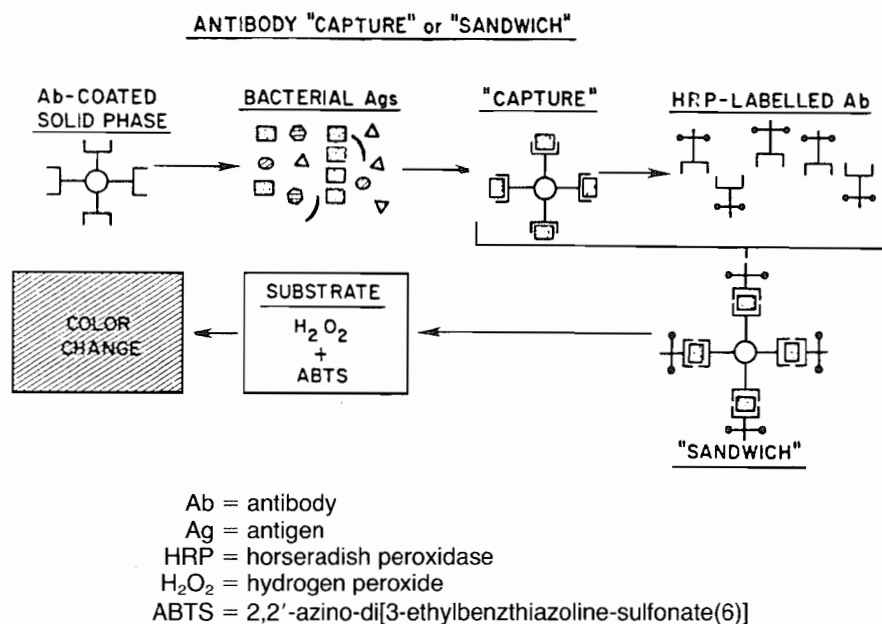 ANTIBODY "CAPTURE" or "SANDWICH"
Ab-COATED
SOLID PHASE
BACTERIAL Ags
"CAPTURE"
HRP-LABELLED Ab
COLOR
CHANGE
SUBSTRATE
H₂O₂
+
ABTS
"SANDWICH"
Ab = antibody
Ag = antigen
HRP = horseradish peroxidase
H₂O₂ = hydrogen peroxide
ABTS = 2,2'-azino-di[3-ethylbenzthiazoline-sulfonate(6)]